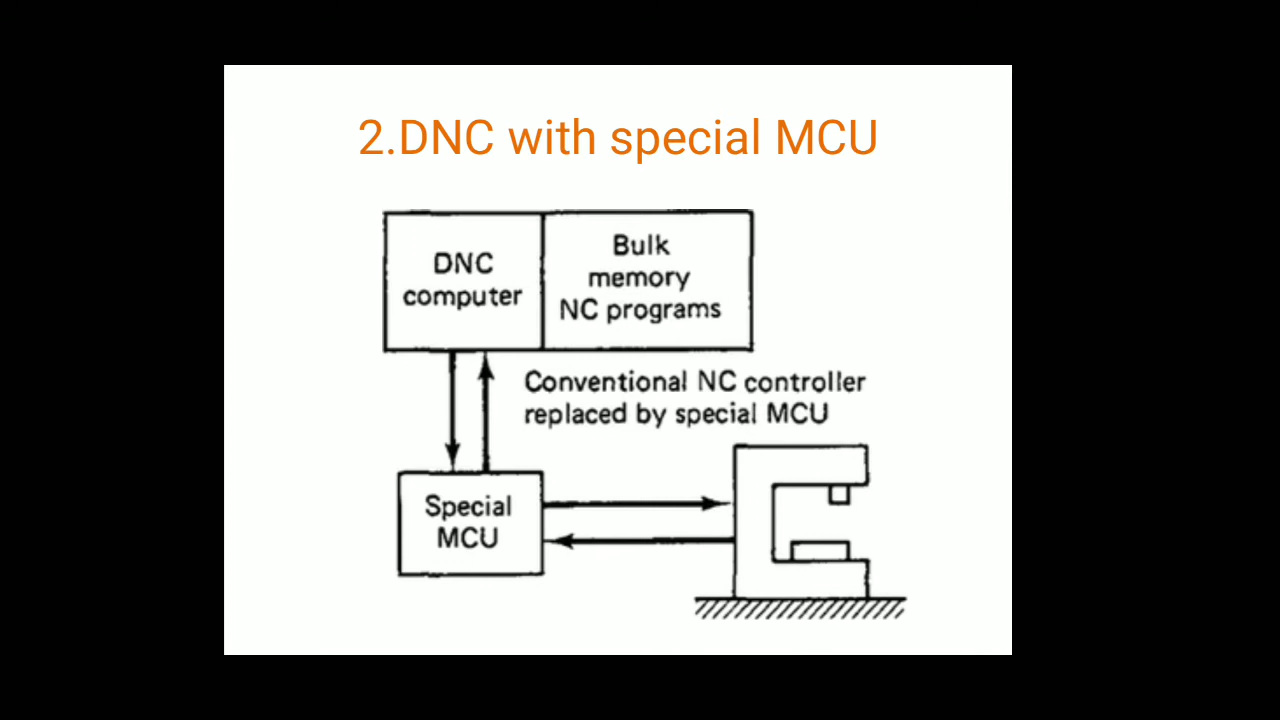 2.DNC with special MCU
DNC
computer
Bulk
memory
NC programs
Conventional NC controller
replaced by special MCU
Special
MCU